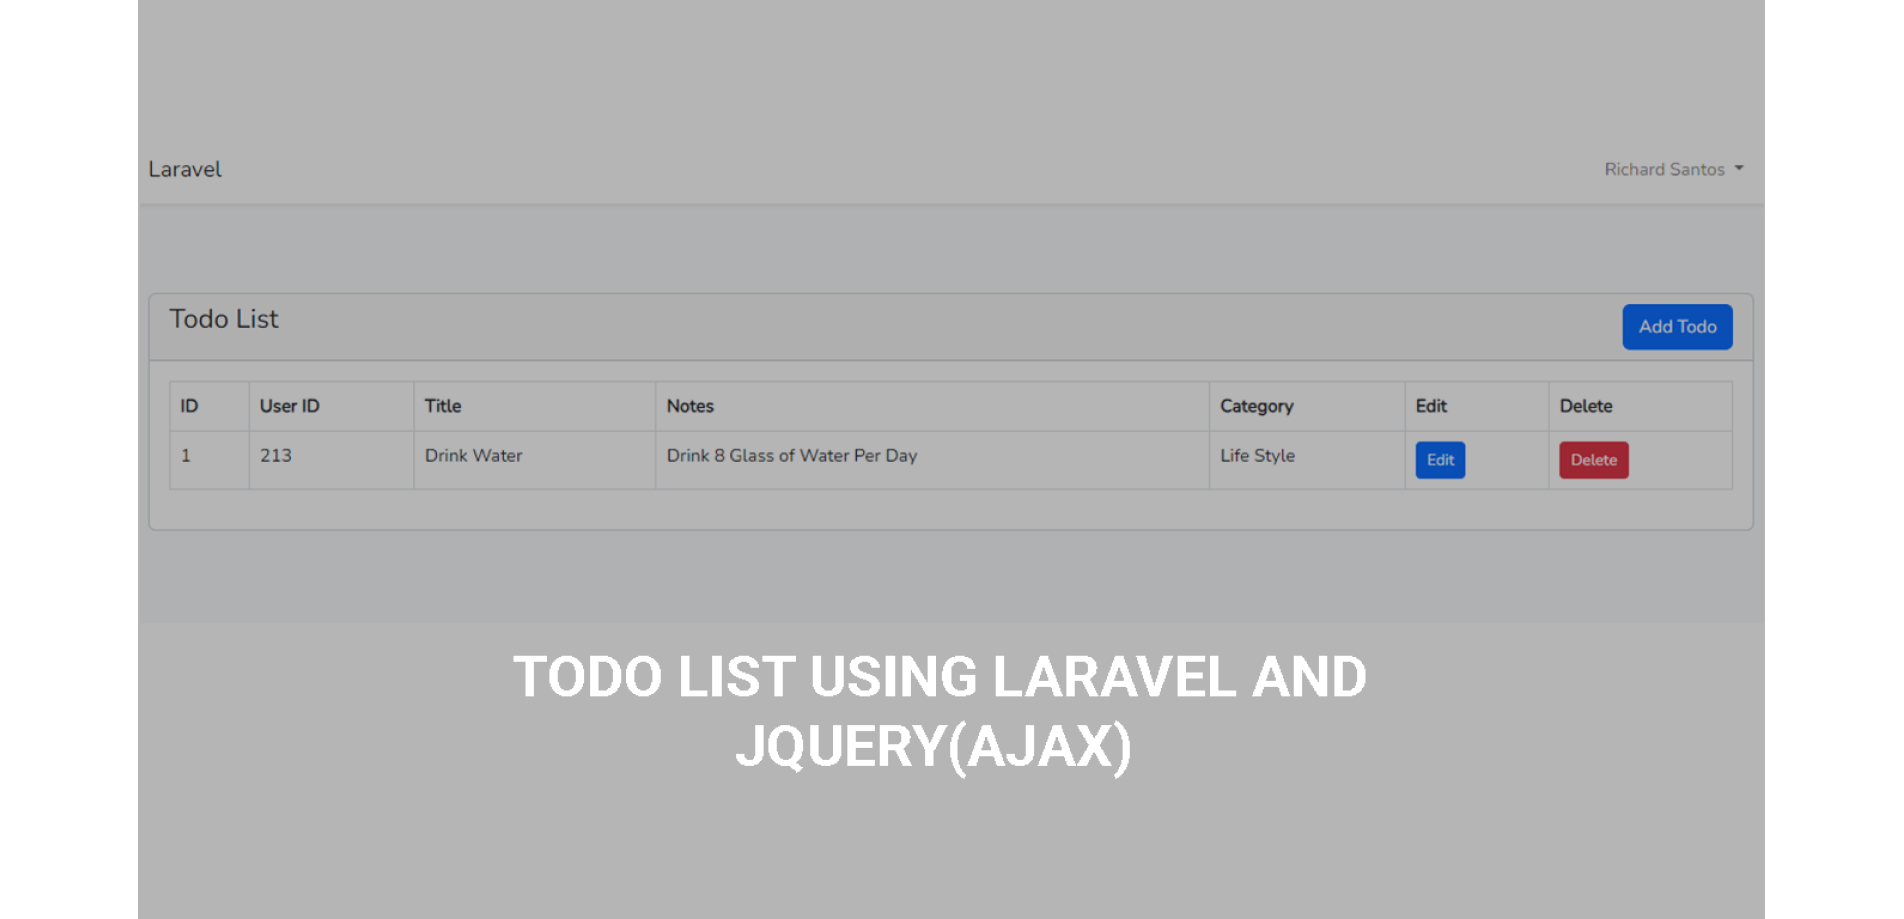 Laravel Richard Santos
Todo List Add Todo
ID User ID Title Notes Category Edit Delete
1 213 Drink Water Drink 8 Glass of Water Per Day Life Style Edit Delete
TODO LIST USING LARAVEL AND
JQUERY(AJAX)